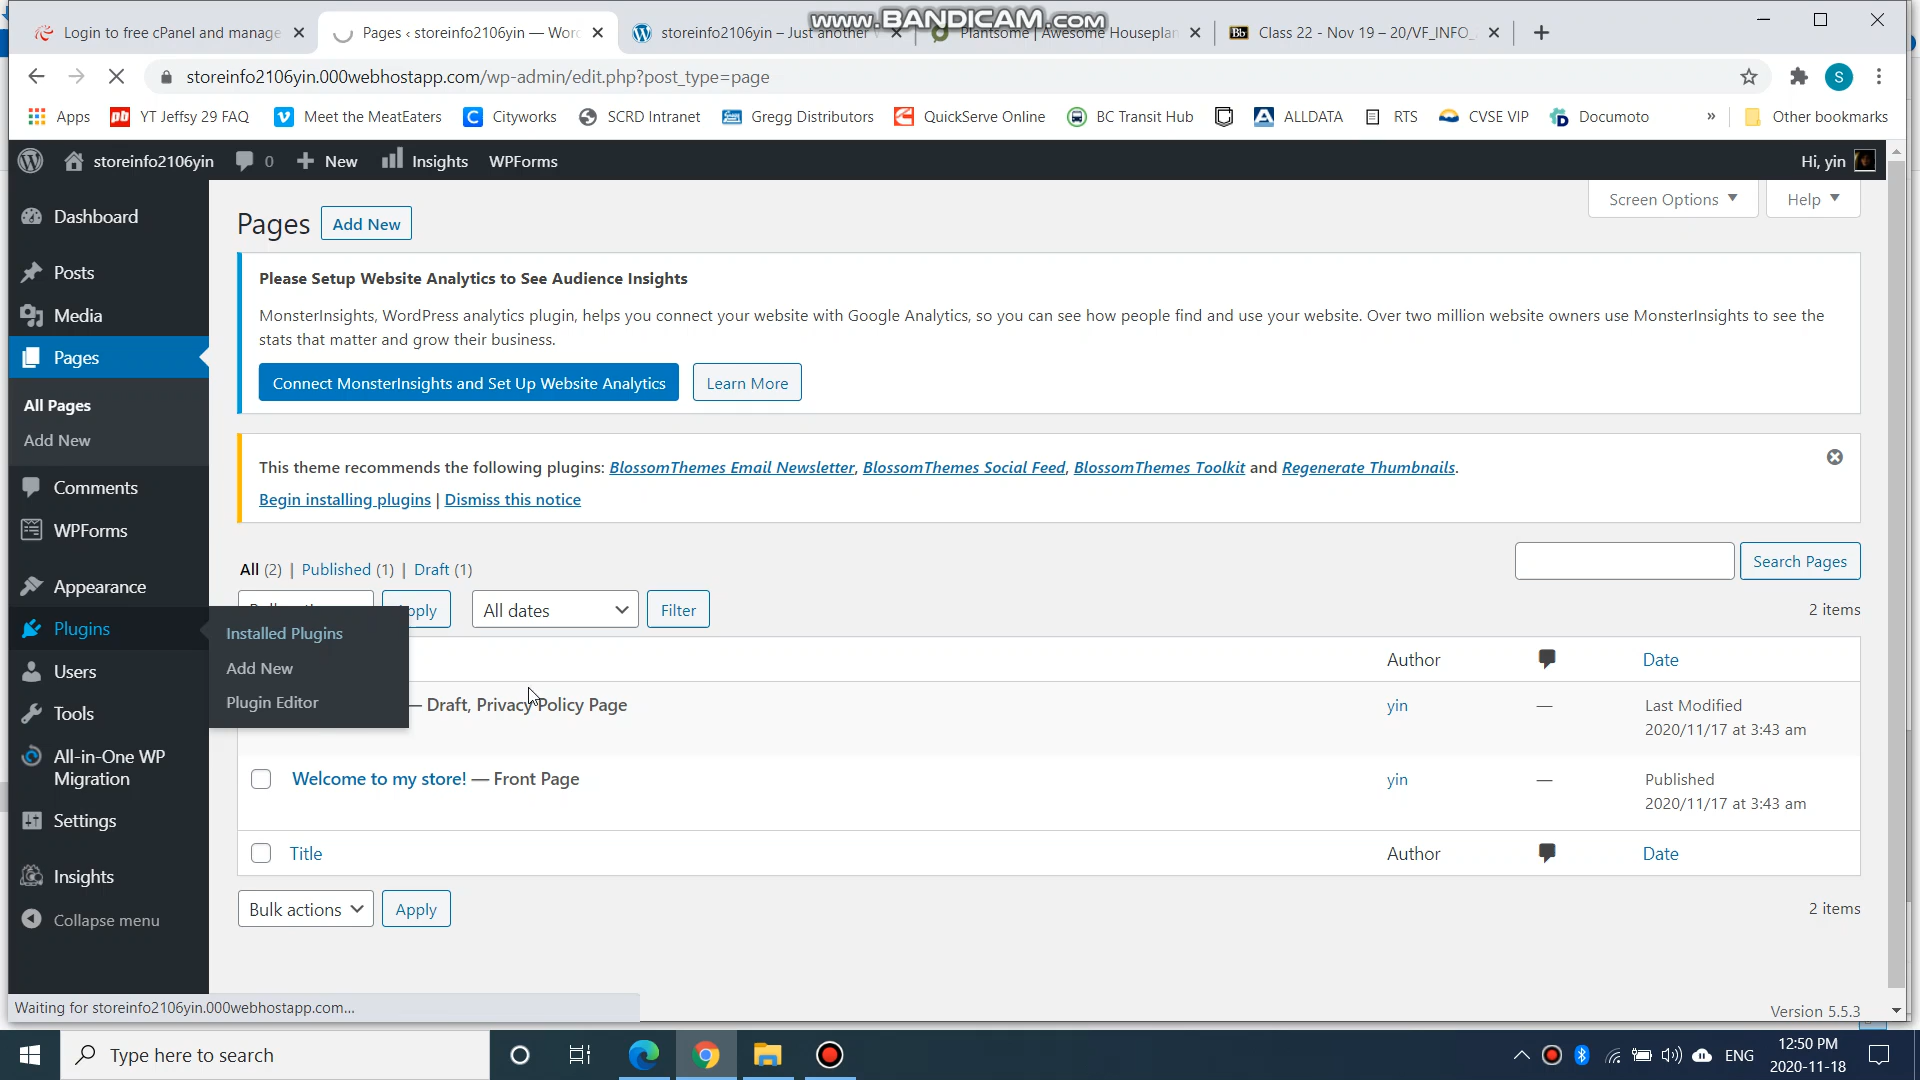 www.BANDICAM.com
Login to free cPanel and manage
Pages ‹ storeinfo2106yin — Word
storeinfo2106yin – Just another W
Plantsome | Awesome Houseplan
Bb Class 22 - Nov 19 – 20/VF_INFO_
storeinfo2106yin.000webhostapp.com/wp-admin/edit.php?post_type=page
S
Apps
YT Jeffsy 29 FAQ
Meet the MeatEaters
Cityworks
SCRD Intranet
Gregg Distributors
QuickServe Online
BC Transit Hub
ALLDATA
RTS
CVSE VIP
Documoto
»
Other bookmarks
storeinfo2106yin
0
New
Insights
WPForms
Hi, yin
Dashboard
Posts
Media
Pages
All Pages
Add New
Comments
WPForms
Appearance
Plugins
Users
Tools
All-in-One WP
Migration
Settings
Insights
Collapse menu
Installed Plugins
Add New
Plugin Editor
Screen Options
Help
Pages
Add New
Please Setup Website Analytics to See Audience Insights
MonsterInsights, WordPress analytics plugin, helps you connect your website with Google Analytics, so you can see how people find and use your website. Over two million website owners use MonsterInsights to see the
stats that matter and grow their business.
Connect MonsterInsights and Set Up Website Analytics
Learn More
This theme recommends the following plugins: BlossomThemes Email Newsletter, BlossomThemes Social Feed, BlossomThemes Toolkit and Regenerate Thumbnails.
Begin installing plugins | Dismiss this notice
All (2) | Published (1) | Draft (1)
Search Pages
All dates
Filter
2 items
Author
Date
— Draft, Privacy Policy Page
yin
—
Last Modified
2020/11/17 at 3:43 am
Welcome to my store! — Front Page
yin
—
Published
2020/11/17 at 3:43 am
Title
Author
Date
Bulk actions
Apply
2 items
Waiting for storeinfo2106yin.000webhostapp.com...
Version 5.5.3
Type here to search
ENG
12:50 PM
2020-11-18